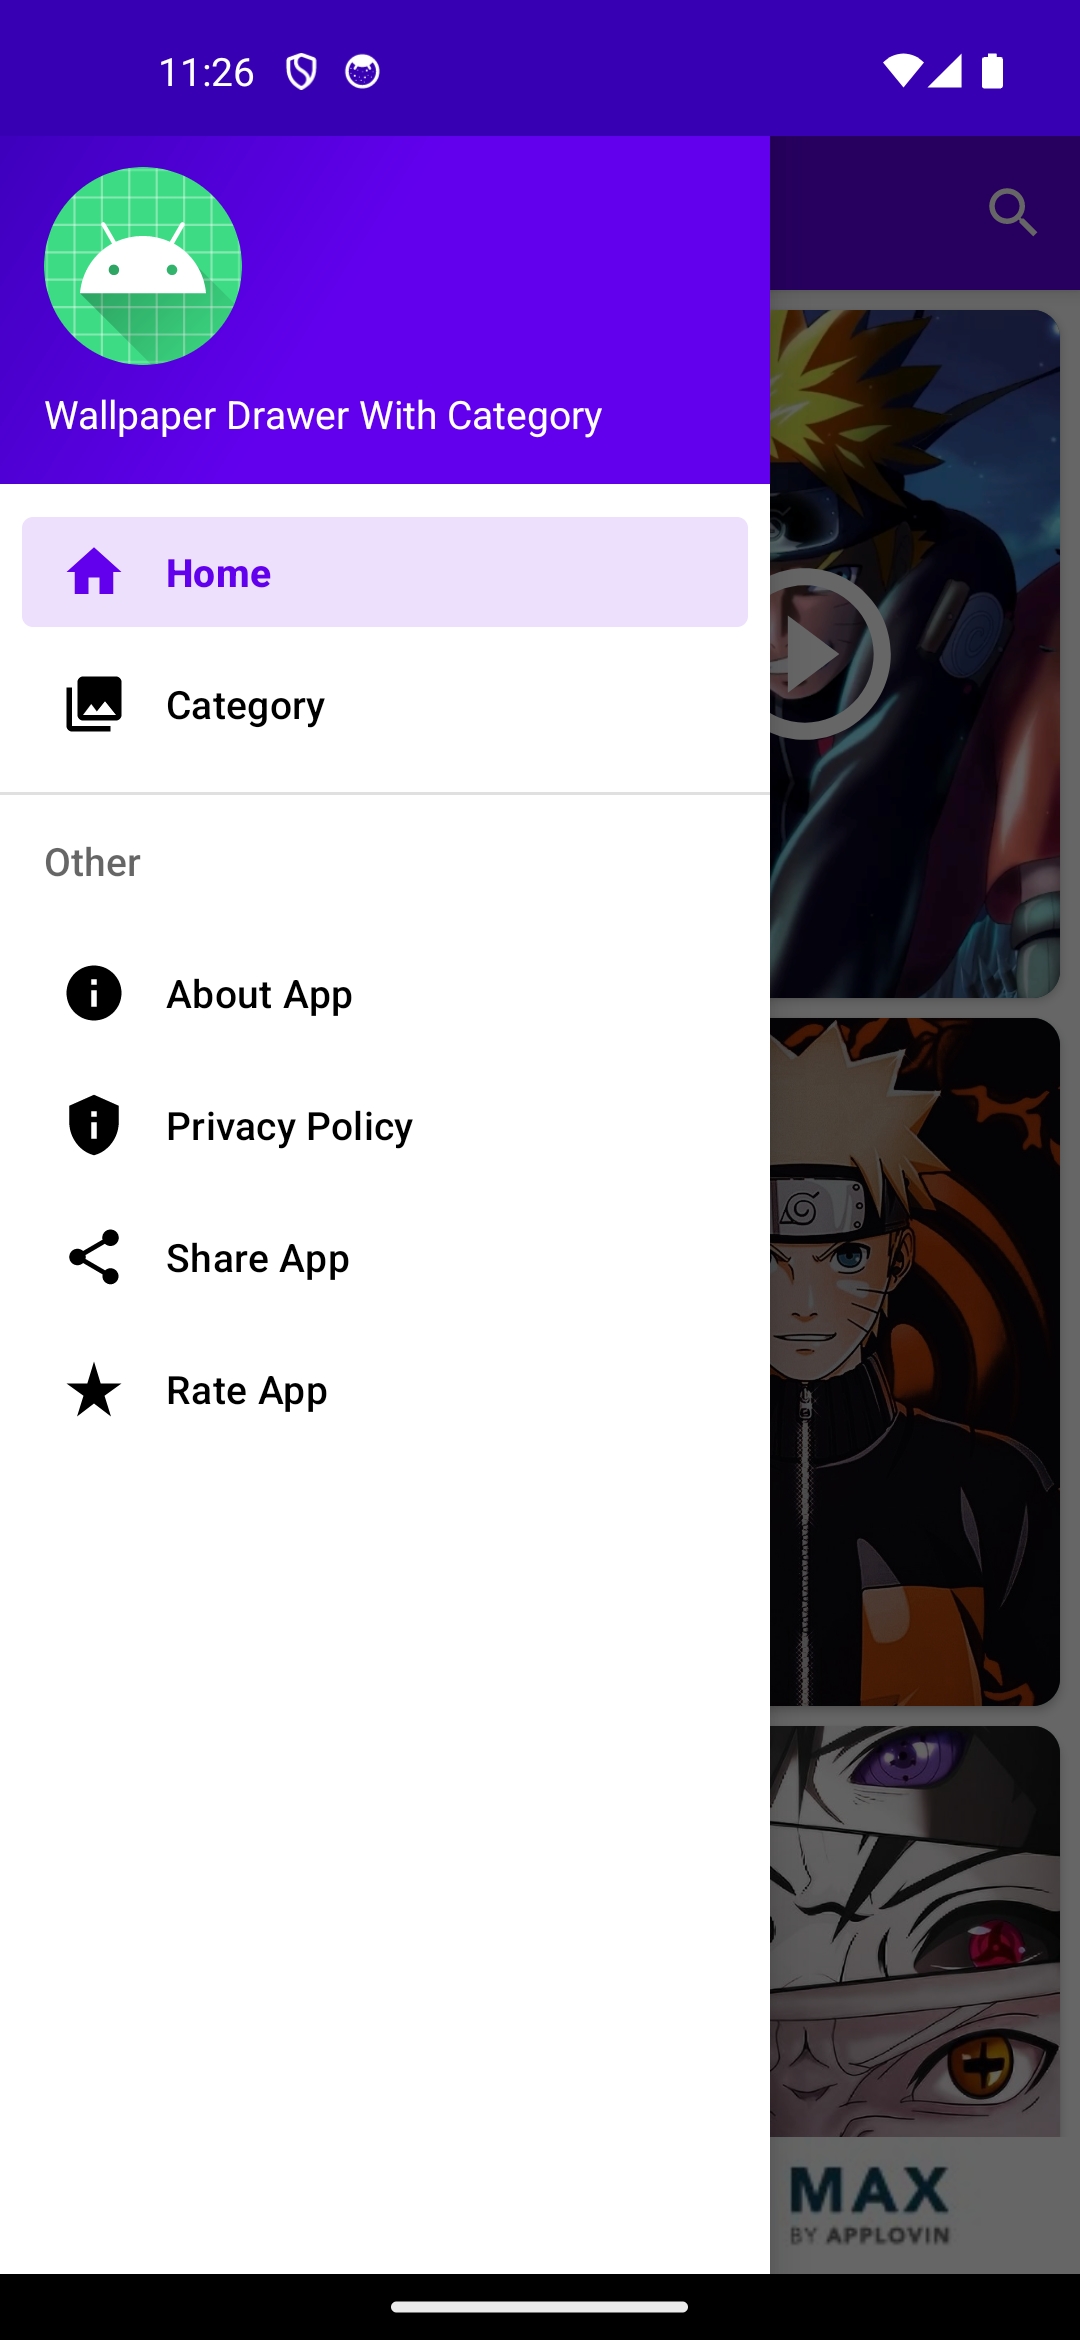 11:26
Wallpaper Drawer With Category
Home
Category
Other
About App
Privacy Policy
Share App
Rate App
MAX
BY APPLOVIN